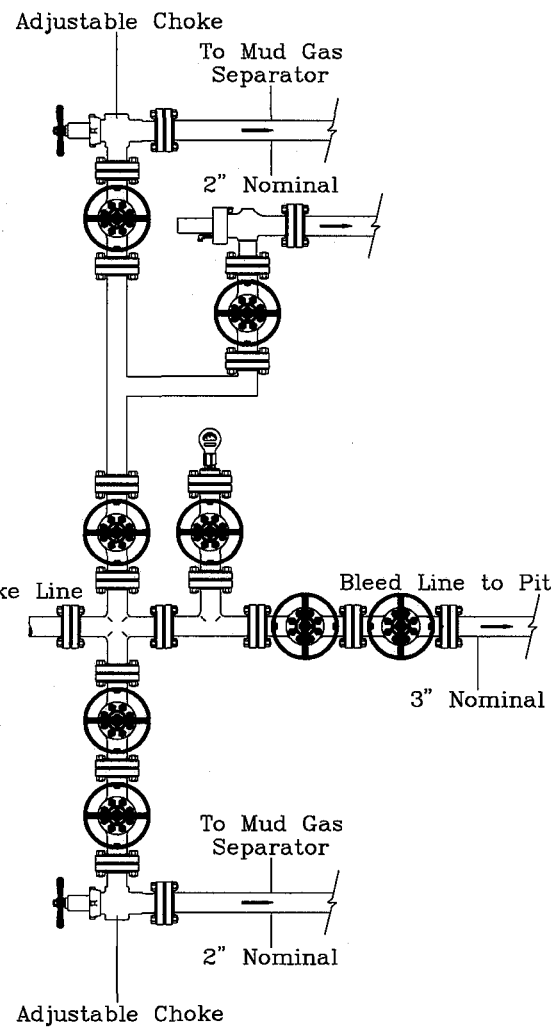 Adjustable Choke
To Mud Gas
Separator
2" Nominal
Line
Bleed Line to Pit
3" Nominal
To Mud Gas
Separator
2" Nominal
Adjustable Choke